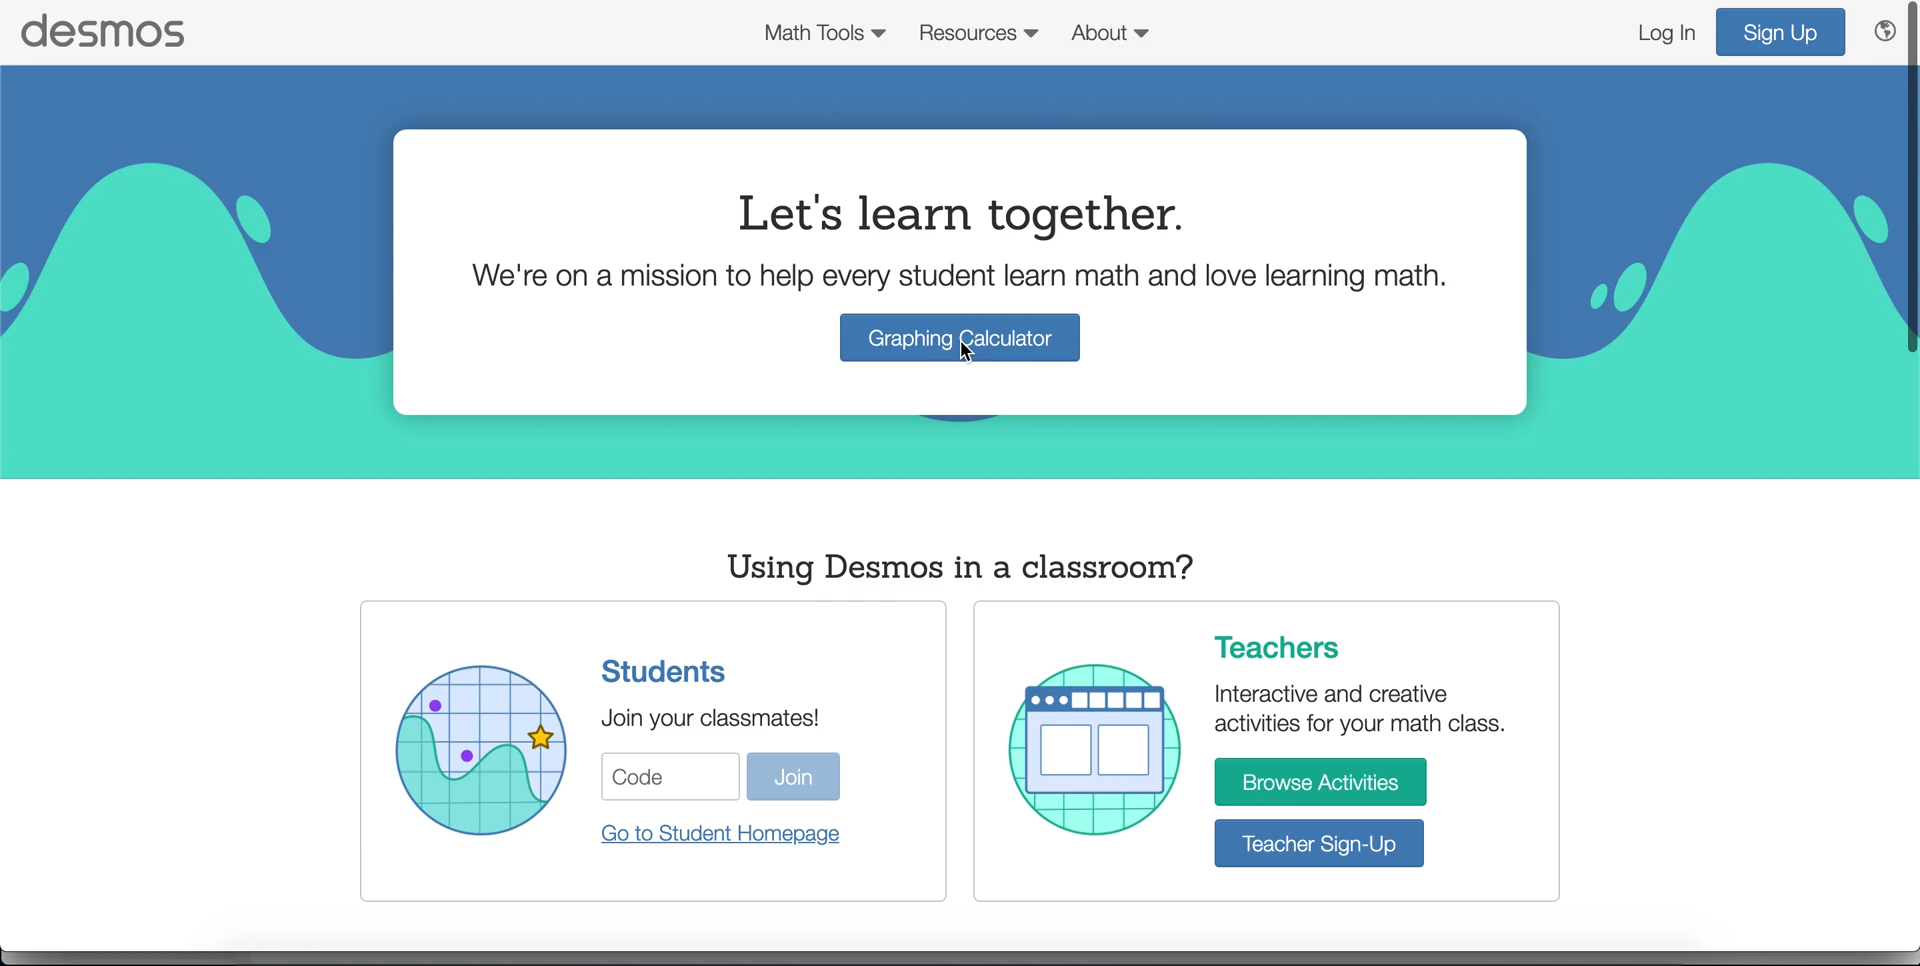 desmos
Math Tools
Resources
About
Log In
Sign Up
Let's learn together.
We're on a mission to help every student learn math and love learning math.
Graphing Calculator
Using Desmos in a classroom?
Students
Join your classmates!
Code
Join
Go to Student Homepage
Teachers
Interactive and creative
activities for your math class.
Browse Activities
Teacher Sign-Up